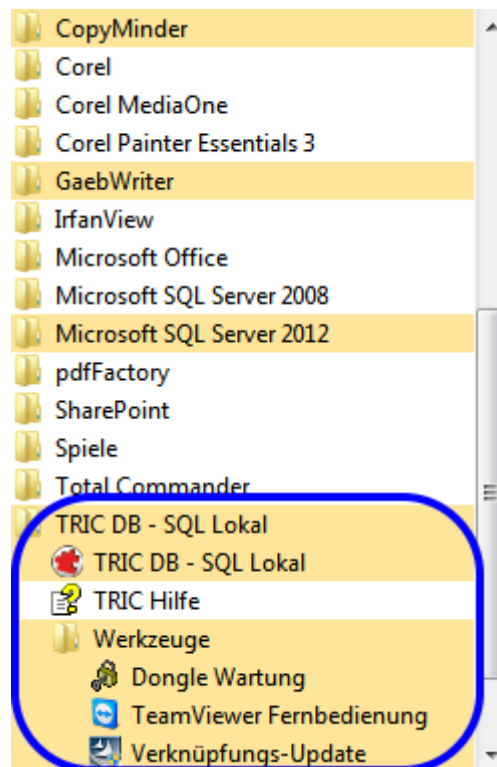 CopyMinder
Corel
Corel MediaOne
Corel Painter Essentials 3
GaebWriter
IrfanView
Microsoft Office
Microsoft SQL Server 2008
Microsoft SQL Server 2012
pdfFactory
SharePoint
Spiele
Total Commander
TRIC DB - SQL Lokal
TRIC DB - SQL Lokal
TRIC Hilfe
Werkzeuge
Dongle Wartung
TeamViewer Fernbedienung
Verknüpfungs-Update